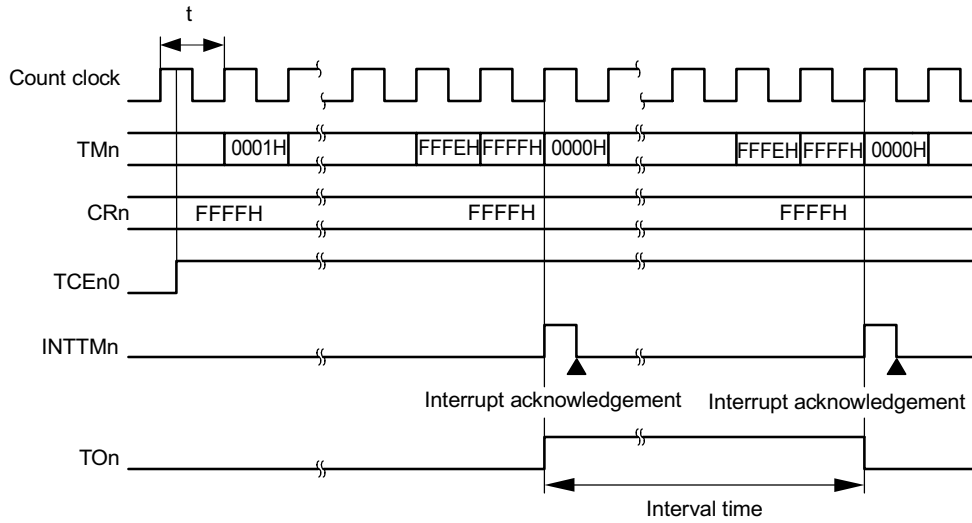 t
Count clock
TMn 0001H FFFEH FFFFH 0000H FFFEH FFFFH 0000H
CRn FFFFH FFFFH FFFFH
TCEn0
INTTMn
Interrupt acknowledgement Interrupt acknowledgement
TOn
Interval time